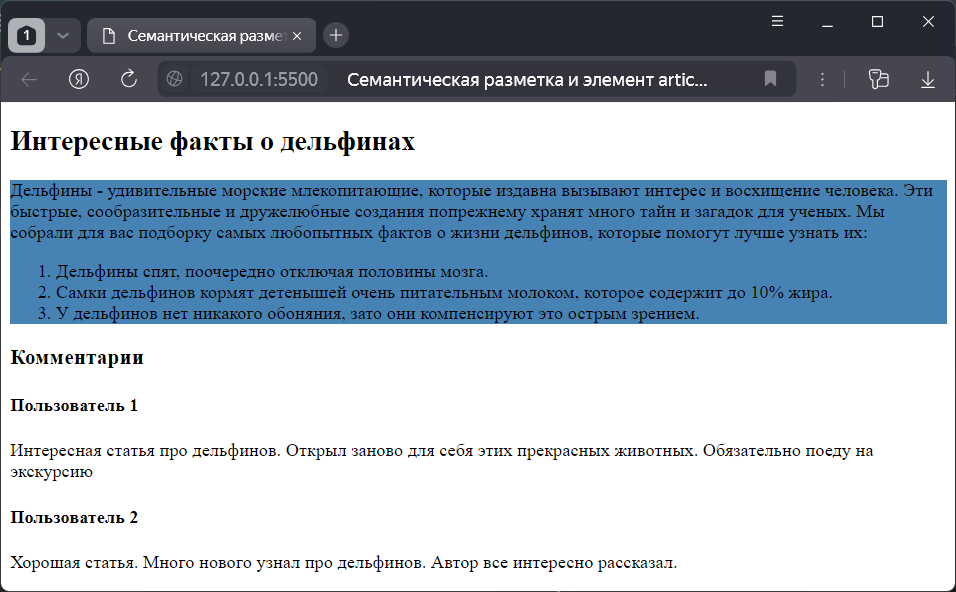 1
Семантическая разме
127.0.0.1:5500 Семантическая разметка и элемент artic...
Интересные факты о дельфинах
Дельфины - удивительные морские млекопитающие, которые издавна вызывают интерес и восхищение человека. Эти
быстрые, сообразительные и дружелюбные создания попрежнему хранят много тайн и загадок для ученых. Мы
собрали для вас подборку самых любопытных фактов о жизни дельфинов, которые помогут лучше узнать их:
1. Дельфины спят, поочередно отключая половины мозга.
2. Самки дельфинов кормят детенышей очень питательным молоком, которое содержит до 10% жира.
3. У дельфинов нет никакого обоняния, зато они компенсируют это острым зрением.
Комментарии
Пользователь 1
Интересная статья про дельфинов. Открыл заново для себя этих прекрасных животных. Обязательно поеду на
экскурсию
Пользователь 2
Хорошая статья. Много нового узнал про дельфинов. Автор все интересно рассказал.